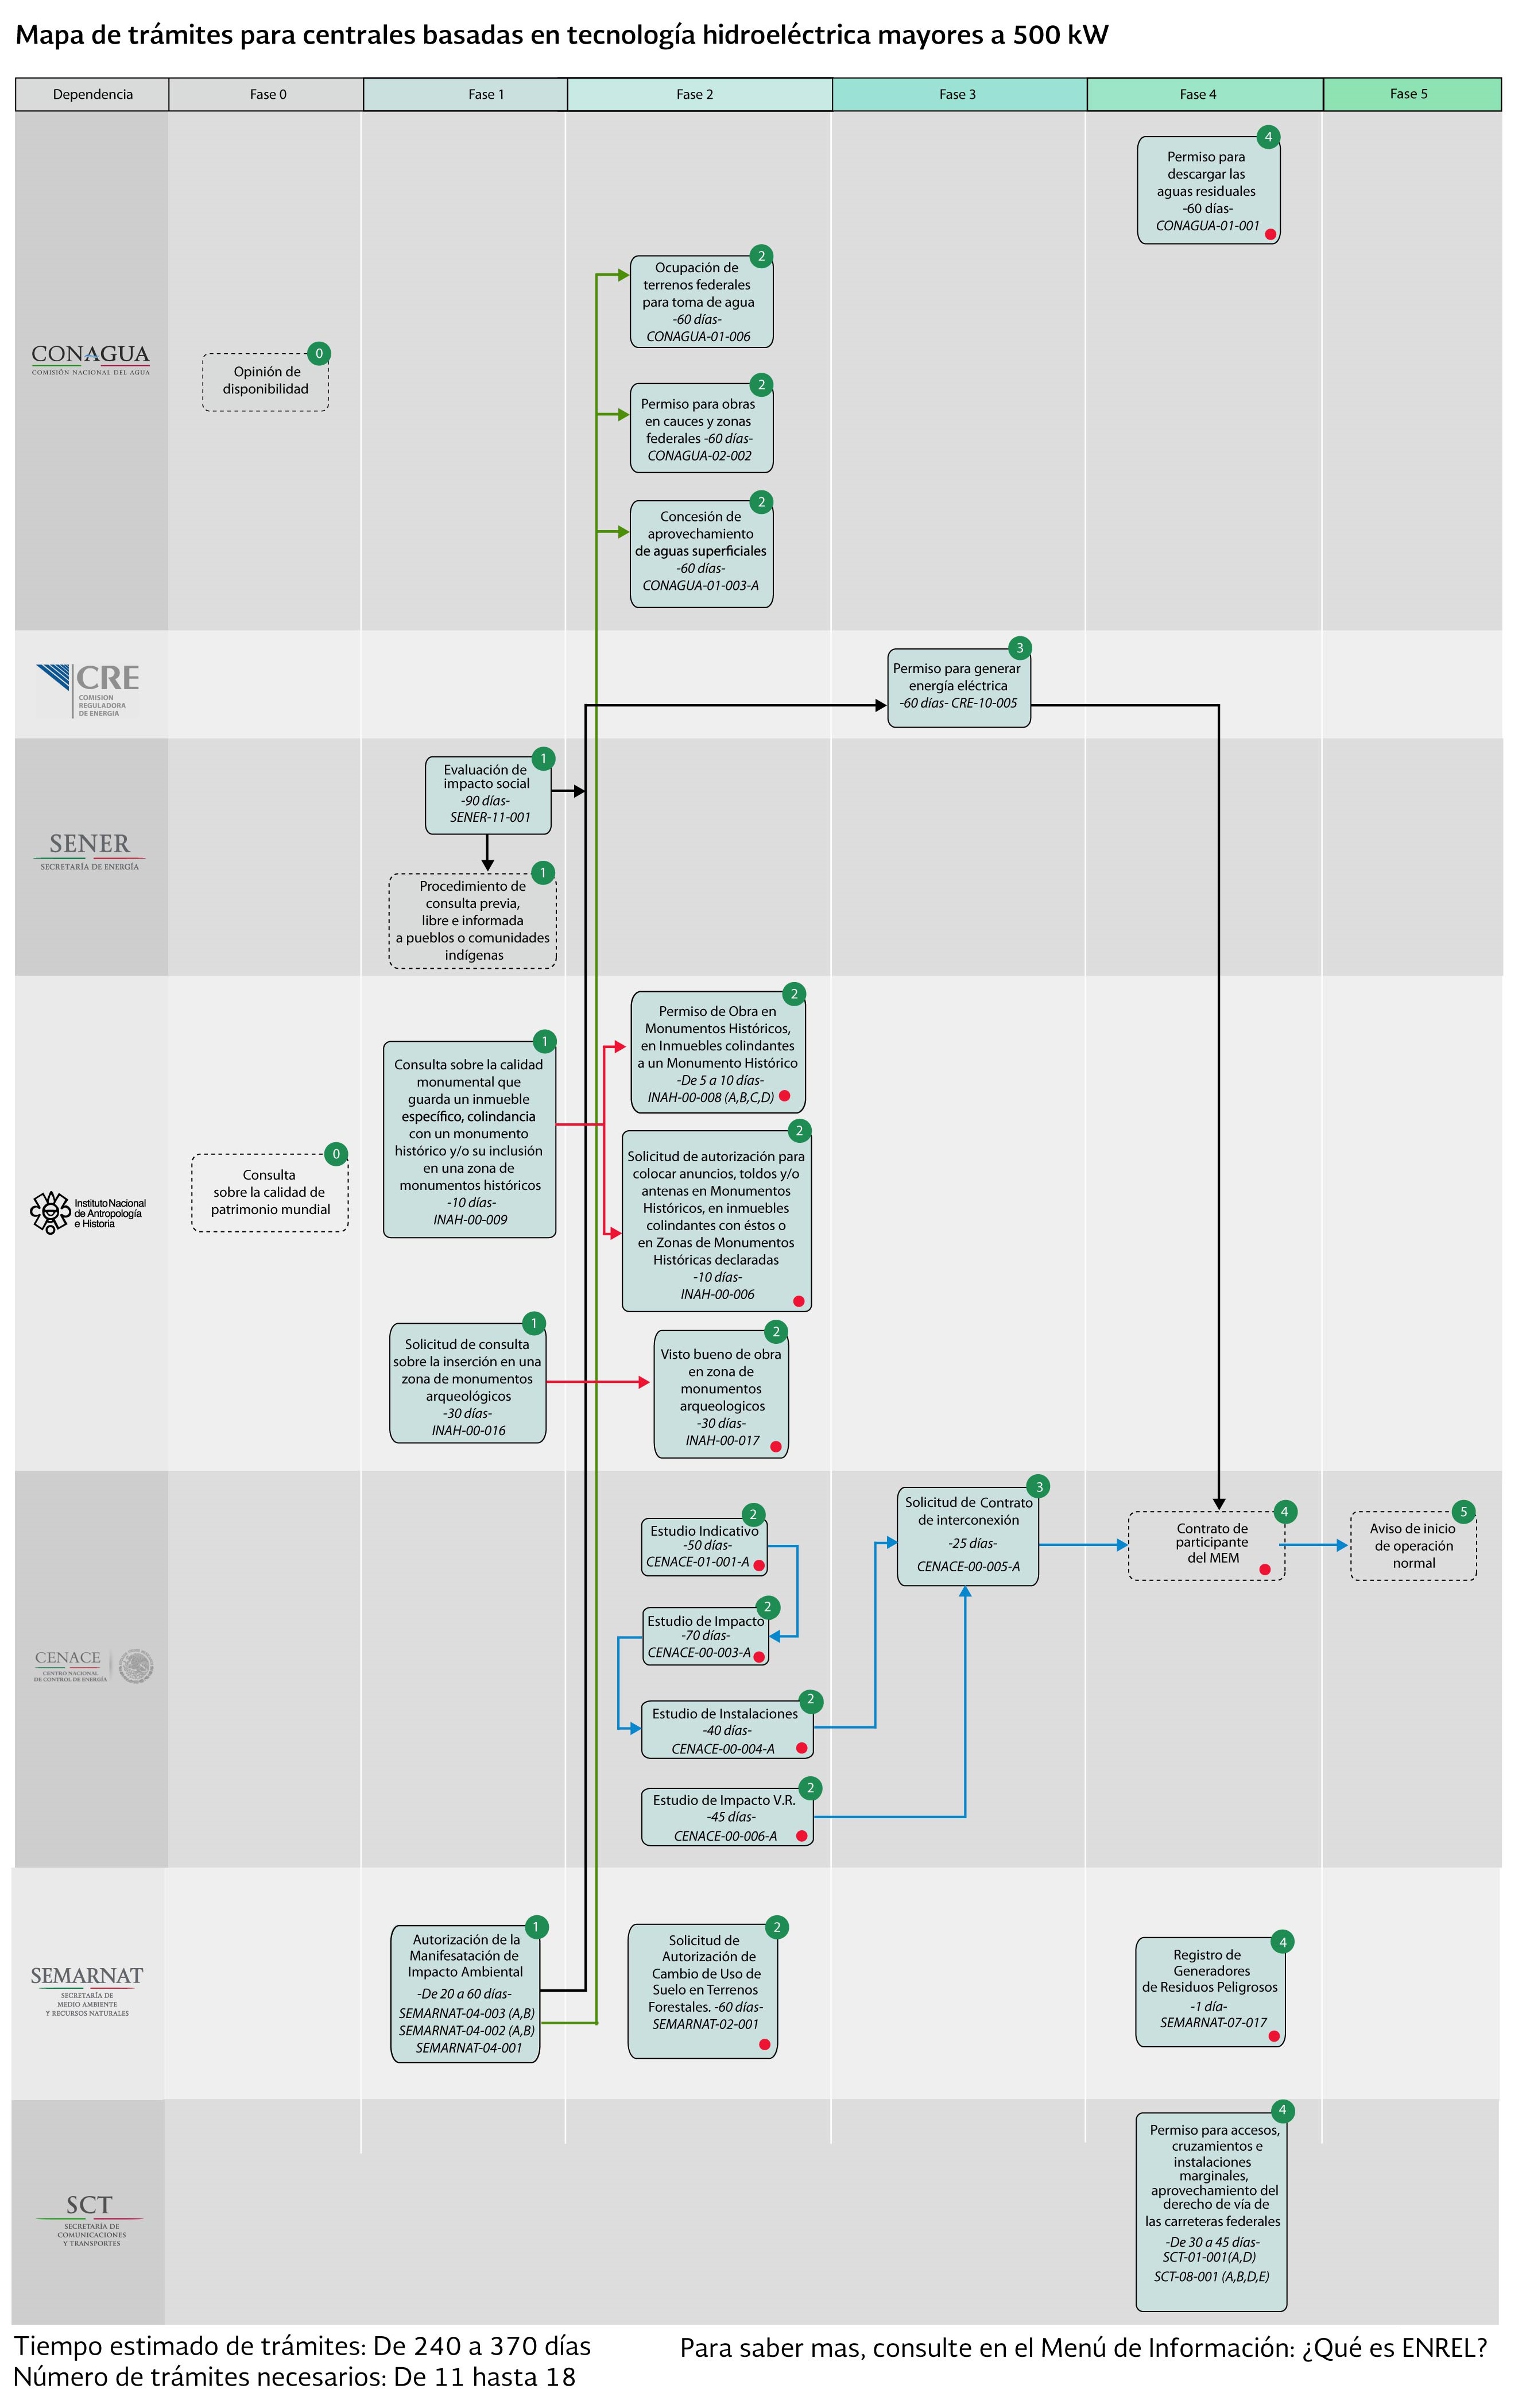 Mapa de trámites para centrales basadas en tecnología hidroeléctrica mayores a 500 kW
Dependencia
Fase 0
Fase 1
Fase 2
Fase 3
Fase 4
Fase 5
CONAGUA
COMISIÓN NACIONAL DEL AGUA
0
Opinión de
disponibilidad
2
Ocupación de
terrenos federales
para toma de agua
-60 días-
CONAGUA-01-006
2
Permiso para obras
en cauces y zonas
federales -60 días-
CONAGUA-02-002
2
Concesión de
aprovechamiento
de aguas superficiales
-60 días-
CONAGUA-01-003-A
4
Permiso para
descargar las
aguas residuales
-60 días-
CONAGUA-01-001
CRE
COMISION
REGULADORA
DE ENERGIA
3
Permiso para generar
energía eléctrica
-60 días- CRE-10-005
SENER
SECRETARÍA DE ENERGÍA
1
Evaluación de
impacto social
-90 días-
SENER-11-001
1
Procedimiento de
consulta previa,
libre e informada
a pueblos o comunidades
indígenas
Instituto Nacional
de Antropología
e Historia
0
Consulta
sobre la calidad de
patrimonio mundial
1
Consulta sobre la calidad
monumental que
guarda un inmueble
específico, colindancia
con un monumento
histórico y/o su inclusión
en una zona de
monumentos históricos
-10 días-
INAH-00-009
1
Solicitud de consulta
sobre la inserción en una
zona de monumentos
arqueológicos
-30 días-
INAH-00-016
2
Permiso de Obra en
Monumentos Históricos,
en Inmuebles colindantes
a un Monumento Histórico
-De 5 a 10 días-
INAH-00-008 (A,B,C,D)
2
Solicitud de autorización para
colocar anuncios, toldos y/o
antenas en Monumentos
Históricos, en inmuebles
colindantes con éstos o
en Zonas de Monumentos
Históricas declaradas
-10 días-
INAH-00-006
2
Visto bueno de obra
en zona de
monumentos
arqueologicos
-30 días-
INAH-00-017
CENACE
CENTRO NACIONAL
DE CONTROL DE ENERGÍA
2
Estudio Indicativo
-50 días-
CENACE-01-001-A
2
Estudio de Impacto
-70 días-
CENACE-00-003-A
2
Estudio de Instalaciones
-40 días-
CENACE-00-004-A
2
Estudio de Impacto V.R.
-45 días-
CENACE-00-006-A
3
Solicitud de Contrato
de interconexión
-25 días-
CENACE-00-005-A
4
Contrato de
participante
del MEM
5
Aviso de inicio
de operación
normal
SEMARNAT
SECRETARÍA DE
MEDIO AMBIENTE
Y RECURSOS NATURALES
1
Autorización de la
Manifesatación de
Impacto Ambiental
-De 20 a 60 días-
SEMARNAT-04-003 (A,B)
SEMARNAT-04-002 (A,B)
SEMARNAT-04-001
2
Solicitud de
Autorización de
Cambio de Uso de
Suelo en Terrenos
Forestales. -60 días-
SEMARNAT-02-001
4
Registro de
Generadores
de Residuos Peligrosos
-1 día-
SEMARNAT-07-017
SCT
SECRETARÍA DE
COMUNICACIONES
Y TRANSPORTES
4
Permiso para accesos,
cruzamientos e
instalaciones
marginales,
aprovechamiento del
derecho de vía de
las carreteras federales
-De 30 a 45 días-
SCT-01-001(A,D)
SCT-08-001 (A,B,D,E)
Tiempo estimado de trámites: De 240 a 370 días
Número de trámites necesarios: De 11 hasta 18
Para saber mas, consulte en el Menú de Información: ¿Qué es ENREL?